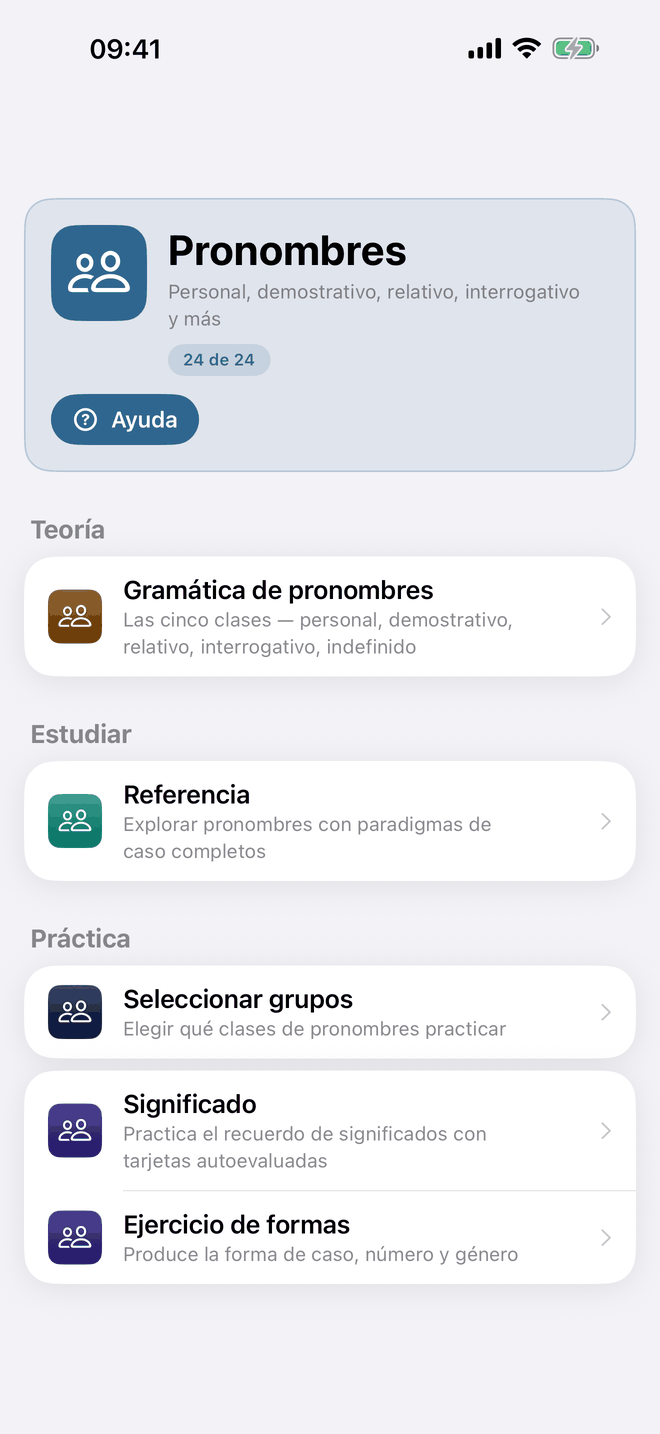 09:41
Pronombres
Personal, demostrativo, relativo, interrogativo
y más
24 de 24
Ayuda
Teoría
Gramática de pronombres
Las cinco clases — personal, demostrativo,
relativo, interrogativo, indefinido
Estudiar
Referencia
Explorar pronombres con paradigmas de
caso completos
Práctica
Seleccionar grupos
Elegir qué clases de pronombres practicar
Significado
Practica el recuerdo de significados con
tarjetas autoevaluadas
Ejercicio de formas
Produce la forma de caso, número y género